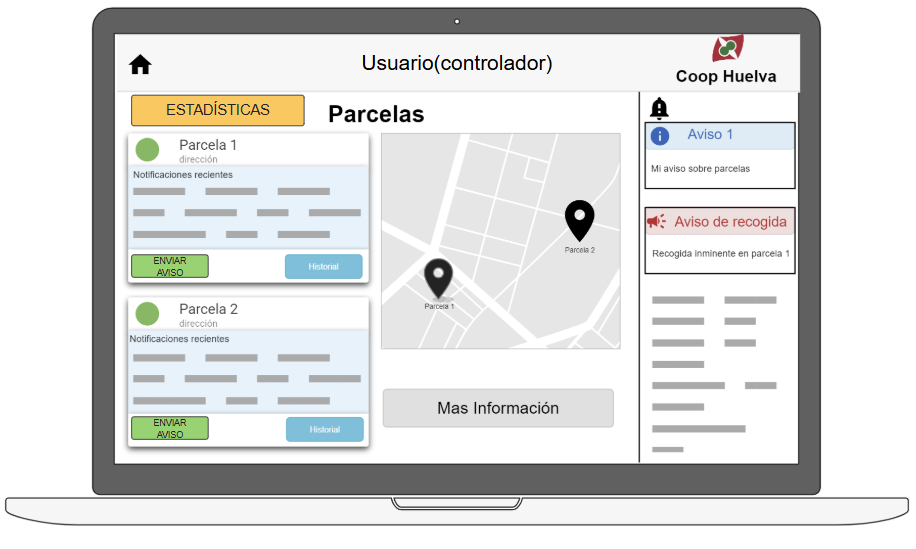 Usuario(controlador)
Coop Huelva
ESTADÍSTICAS
Parcelas
Parcela 1
dirección
Notificaciones recientes
ENVIAR
AVISO
Historial
Parcela 2
dirección
Notificaciones recientes
ENVIAR
AVISO
Historial
Parcela 2
Parcela 1
Mas Información
Aviso 1
Mi aviso sobre parcelas
Aviso de recogida
Recogida inminente en parcela 1